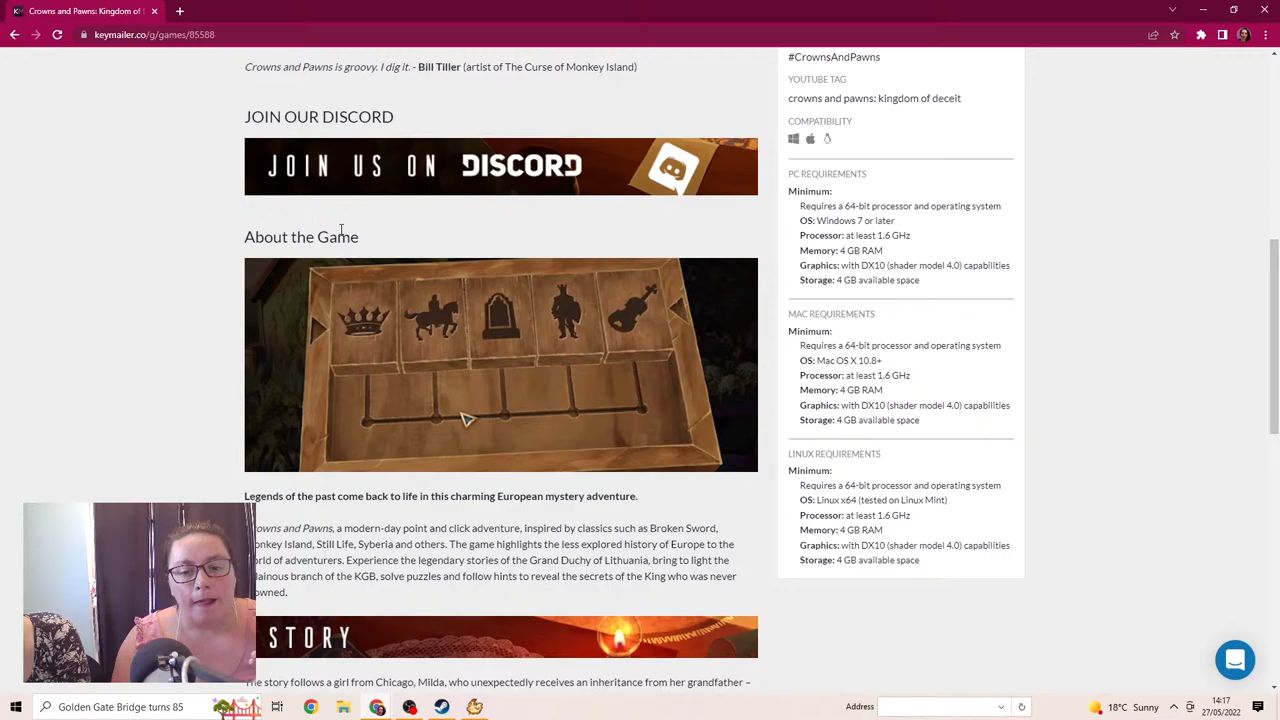 Crowns and Pawns: Kingdom of D
keymailer.co/g/games/85588
Crowns and Pawns is groovy. I dig it. - Bill Tiller (artist of The Curse of Monkey Island)
JOIN OUR DISCORD
JOIN US ON DISCORD
About the Game
Legends of the past come back to life in this charming European mystery adventure.
rowns and Pawns, a modern-day point and click adventure, inspired by classics such as Broken Sword,
onkey Island, Still Life, Syberia and others. The game highlights the less explored history of Europe to the
orld of adventurers. Experience the legendary stories of the Grand Duchy of Lithuania, bring to light the
lainous branch of the KGB, solve puzzles and follow hints to reveal the secrets of the King who was never
owned.
STORY
he story follows a girl from Chicago, Milda, who unexpectedly receives an inheritance from her grandfather –
#CrownsAndPawns
YOUTUBE TAG
crowns and pawns: kingdom of deceit
COMPATIBILITY
PC REQUIREMENTS
Minimum:
Requires a 64-bit processor and operating system
OS: Windows 7 or later
Processor: at least 1.6 GHz
Memory: 4 GB RAM
Graphics: with DX10 (shader model 4.0) capabilities
Storage: 4 GB available space
MAC REQUIREMENTS
Minimum:
Requires a 64-bit processor and operating system
OS: Mac OS X 10.8+
Processor: at least 1.6 GHz
Memory: 4 GB RAM
Graphics: with DX10 (shader model 4.0) capabilities
Storage: 4 GB available space
LINUX REQUIREMENTS
Minimum:
Requires a 64-bit processor and operating system
OS: Linux x64 (tested on Linux Mint)
Processor: at least 1.6 GHz
Memory: 4 GB RAM
Graphics: with DX10 (shader model 4.0) capabilities
Storage: 4 GB available space
Golden Gate Bridge turns 85
Address
18°C Sunny
14:17
27/05/2022